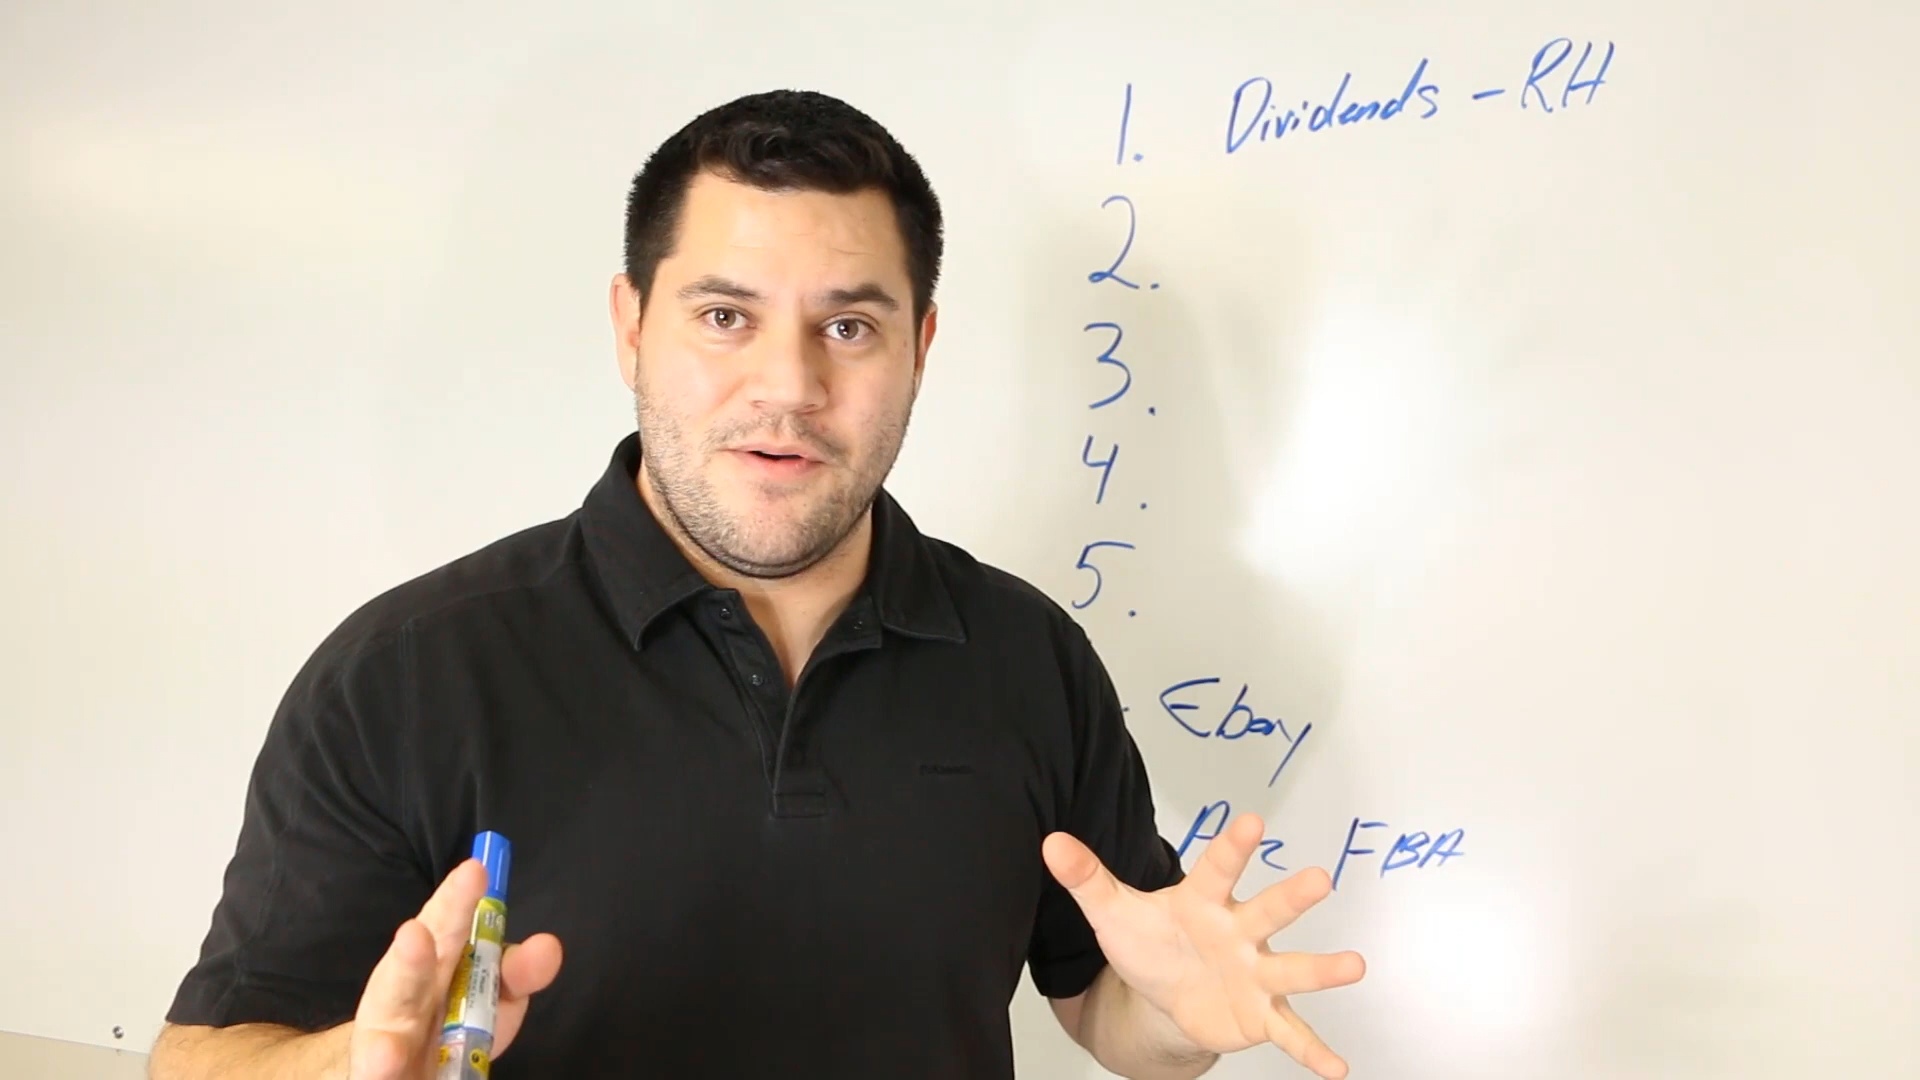 1. Dividends - RH
2.
3.
4.
5.
- Ebay
FBA